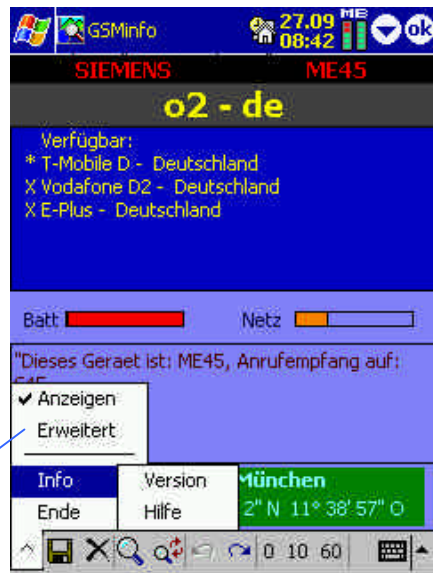 GSMinfo 27.09 08:42 ME ok
SIEMENS ME45
o2 - de
Verfügbar:
* T-Mobile D - Deutschland
X Vodafone D2 - Deutschland
X E-Plus - Deutschland
Batt Netz
"Dieses Geraet ist: ME45, Anrufempfang auf:
✓ Anzeigen
Erweitert
Info Version München
Ende Hilfe 2" N 11° 38' 57" O
0 10 60